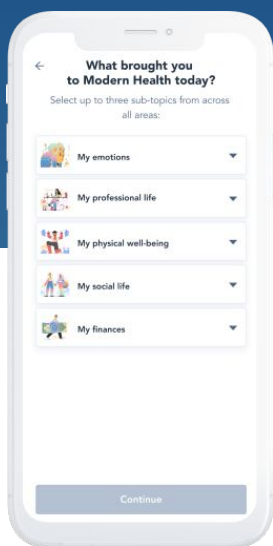 What brought you
to Modern Health today?
Select up to three sub-topics from across
all areas:
My emotions
My professional life
My physical well-being
My social life
My finances
Continue